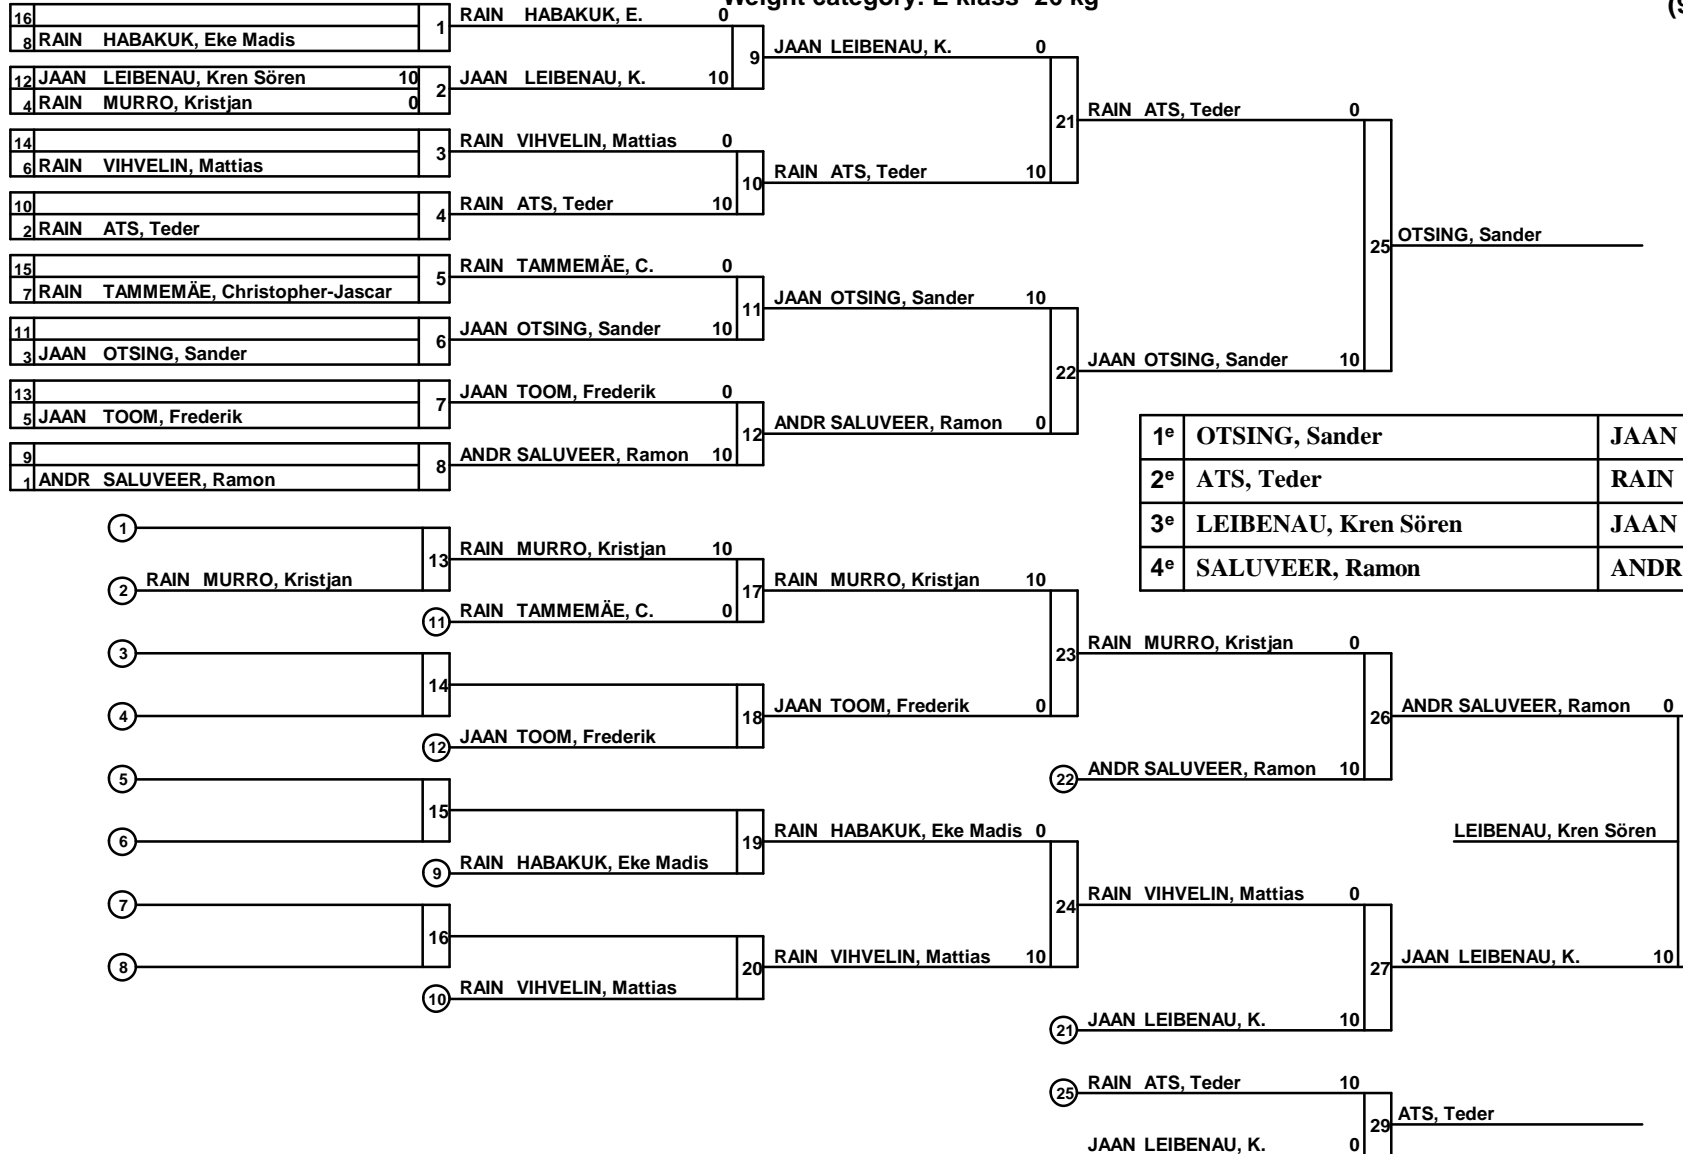 Weight category: E klass -26 kg
(9
16
8 RAIN HABAKUK, Eke Madis
1
RAIN HABAKUK, E. 0
12 JAAN LEIBENAU, Kren Sören 10
4 RAIN MURRO, Kristjan 0
2
JAAN LEIBENAU, K. 10
9
JAAN LEIBENAU, K. 0
14
6 RAIN VIHVELIN, Mattias
3
RAIN VIHVELIN, Mattias 0
10
2 RAIN ATS, Teder
4
RAIN ATS, Teder 10
10
RAIN ATS, Teder 10
21
RAIN ATS, Teder 0
15
7 RAIN TAMMEMÄE, Christopher-Jascar
5
RAIN TAMMEMÄE, C. 0
11
3 JAAN OTSING, Sander
6
JAAN OTSING, Sander 10
11
JAAN OTSING, Sander 10
13
5 JAAN TOOM, Frederik
7
JAAN TOOM, Frederik 0
9
1 ANDR SALUVEER, Ramon
8
ANDR SALUVEER, Ramon 10
12
ANDR SALUVEER, Ramon 0
22
JAAN OTSING, Sander 10
25
OTSING, Sander
1e OTSING, Sander JAAN
2e ATS, Teder RAIN
3e LEIBENAU, Kren Sören JAAN
4e SALUVEER, Ramon ANDR
1
2 RAIN MURRO, Kristjan
13
RAIN MURRO, Kristjan 10
11 RAIN TAMMEMÄE, C. 0
17
RAIN MURRO, Kristjan 10
3
4
14
12 JAAN TOOM, Frederik
18
JAAN TOOM, Frederik 0
23
RAIN MURRO, Kristjan 0
22 ANDR SALUVEER, Ramon 10
26
ANDR SALUVEER, Ramon 0
5
6
15
9 RAIN HABAKUK, Eke Madis
19
RAIN HABAKUK, Eke Madis 0
7
8
16
10 RAIN VIHVELIN, Mattias
20
RAIN VIHVELIN, Mattias 10
24
RAIN VIHVELIN, Mattias 0
21 JAAN LEIBENAU, K. 10
27
JAAN LEIBENAU, K. 10
LEIBENAU, Kren Sören
25 RAIN ATS, Teder 10
JAAN LEIBENAU, K. 0
29
ATS, Teder